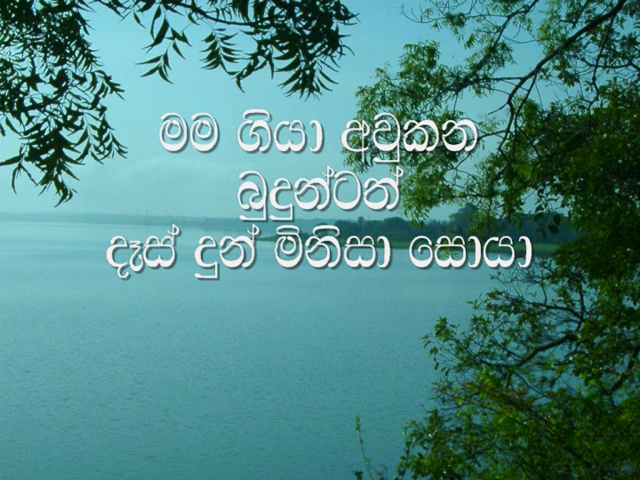 මම ගියා අවුකන
බුදුන්ටත්
දෑස් දුන් මිනිසා සොයා